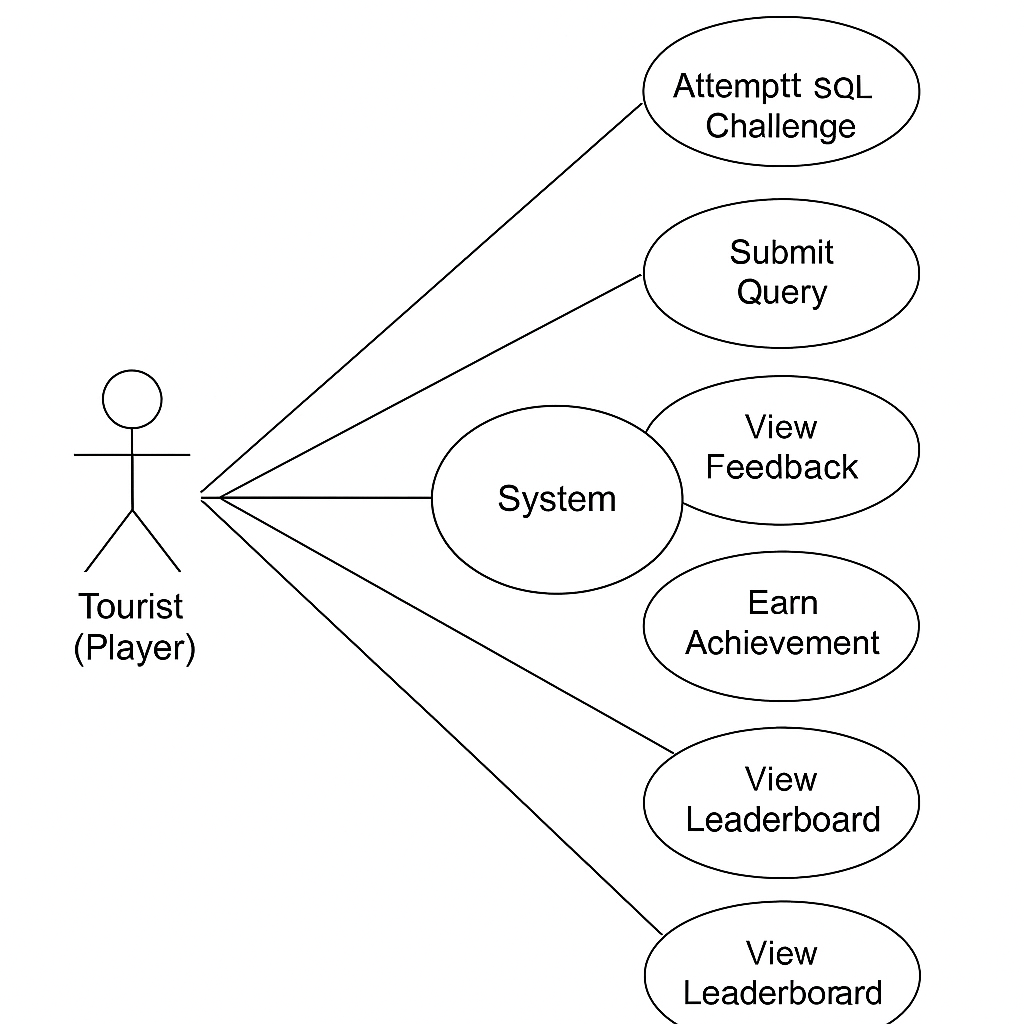 Attemptt SQL
Challenge
Submit
Query
View
Feedback
System
Earn
Achievement
Tourist
(Player)
View
Leaderboard
View
Leaderborard